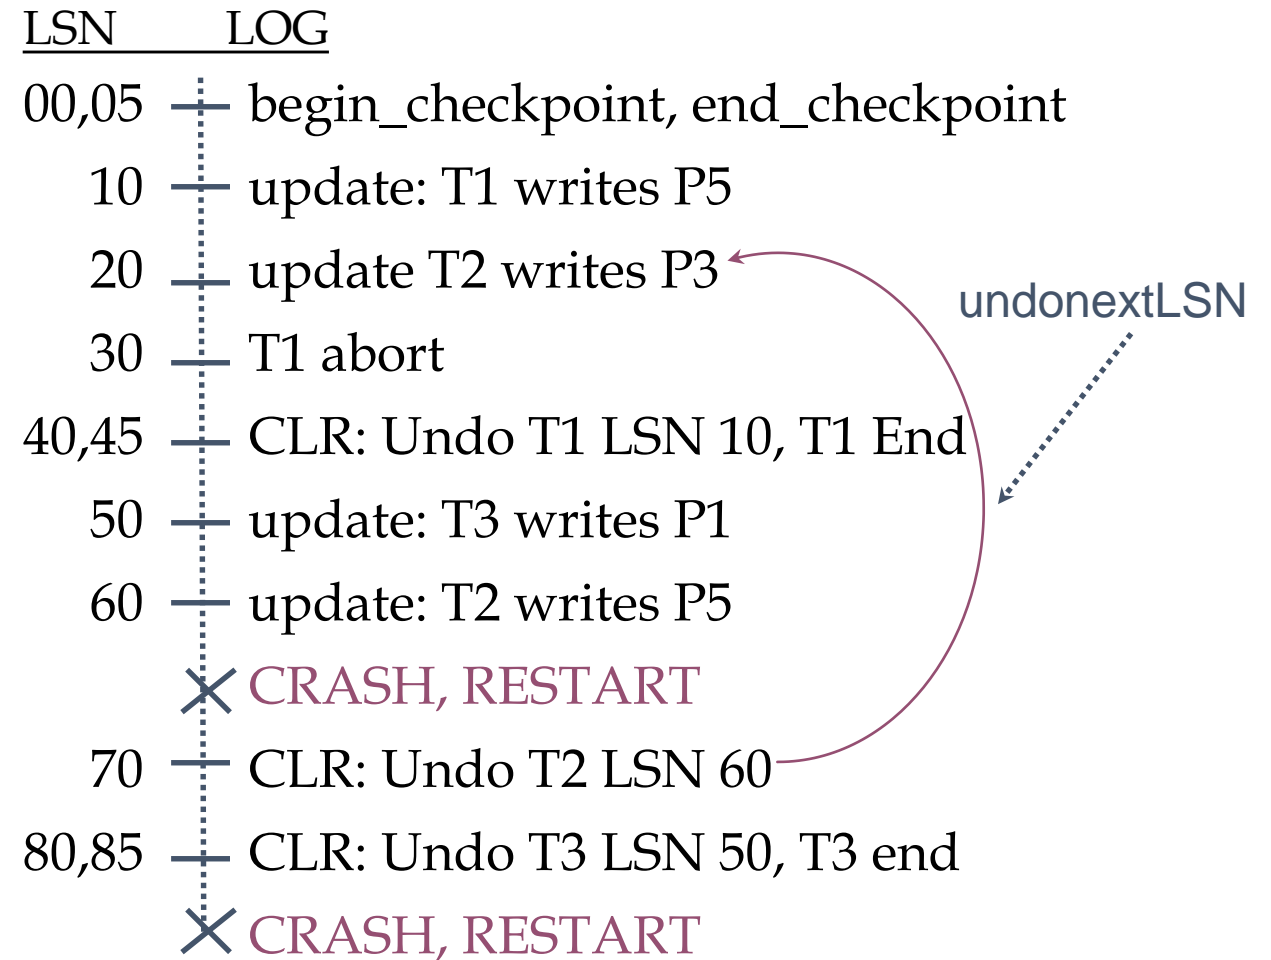 LSN LOG
00,05 begin_checkpoint, end_checkpoint
10 update: T1 writes P5
20 update T2 writes P3
undonextLSN
30 T1 abort
40,45 CLR: Undo T1 LSN 10, T1 End
50 update: T3 writes P1
60 update: T2 writes P5
CRASH, RESTART
70 CLR: Undo T2 LSN 60
80,85 CLR: Undo T3 LSN 50, T3 end
CRASH, RESTART